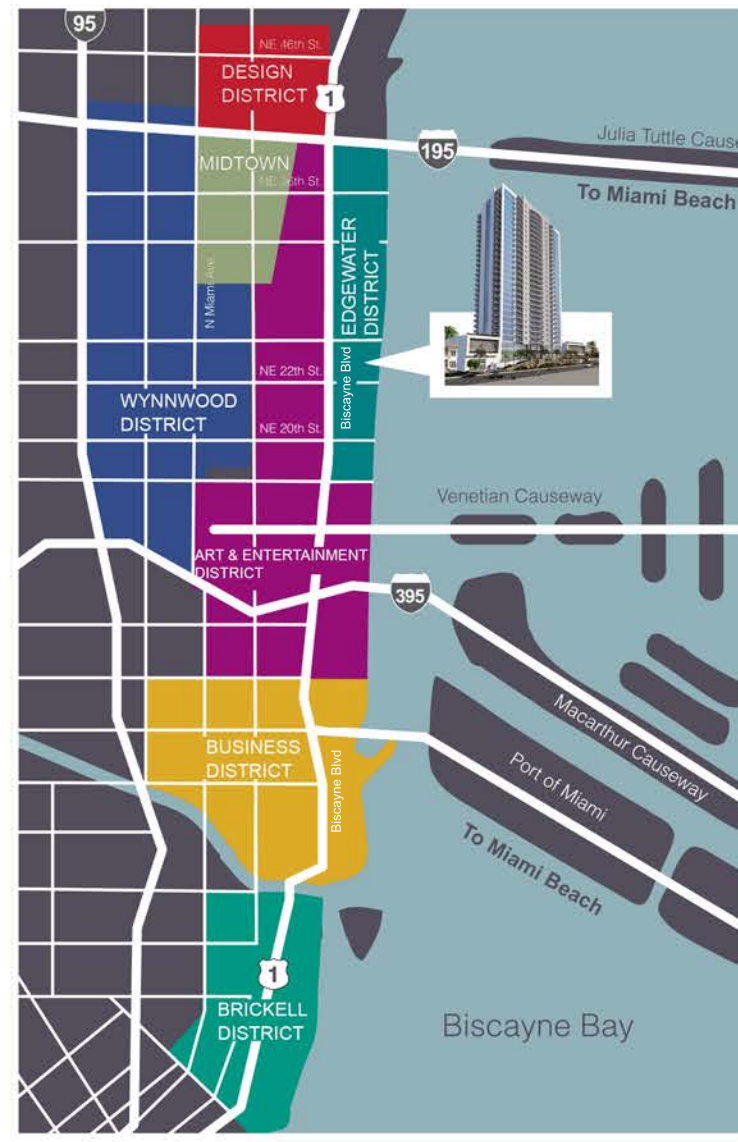 95
NE 46th St.
DESIGN
DISTRICT
1
195
Julia Tuttle Cause
To Miami Beach
MIDTOWN
NE 36th St.
EDGEWATER
DISTRICT
N Miami Ave.
Biscayne Blvd
NE 22th St.
WYNNWOOD
DISTRICT
NE 20th St.
Venetian Causeway
ART & ENTERTAINMENT
DISTRICT
395
Macarthur Causeway
BUSINESS
DISTRICT
Biscayne Blvd
Port of Miami
To Miami Beach
1
BRICKELL
DISTRICT
Biscayne Bay